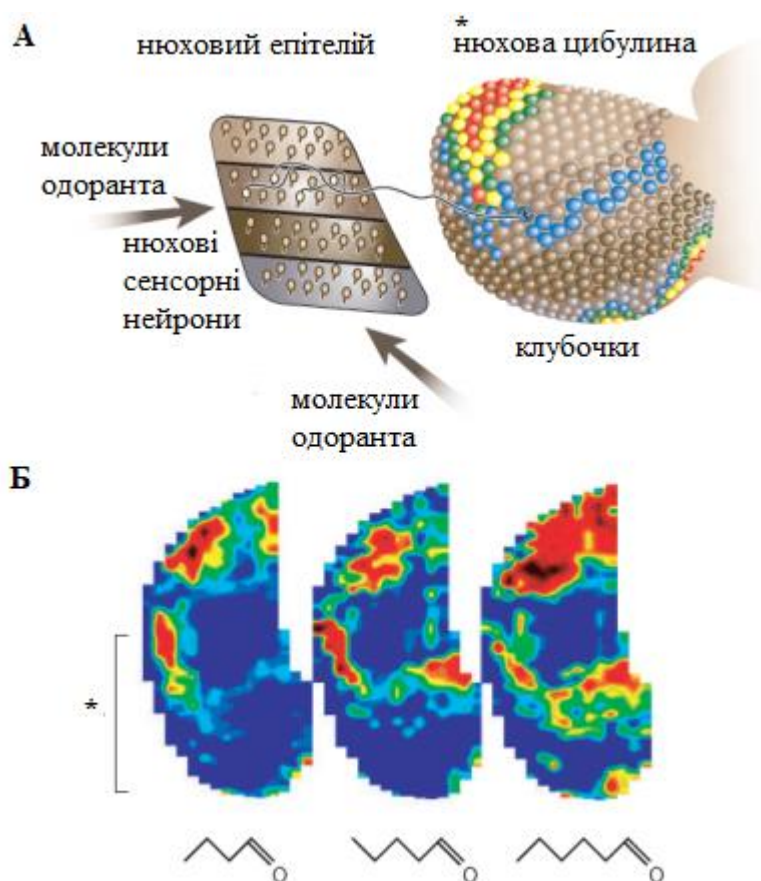 А
нюховий епітелій
*
нюхова цибулина
молекули
одоранта
нюхові
сенсорні
нейрони
клубочки
молекули
одоранта
Б
*
O
O
O